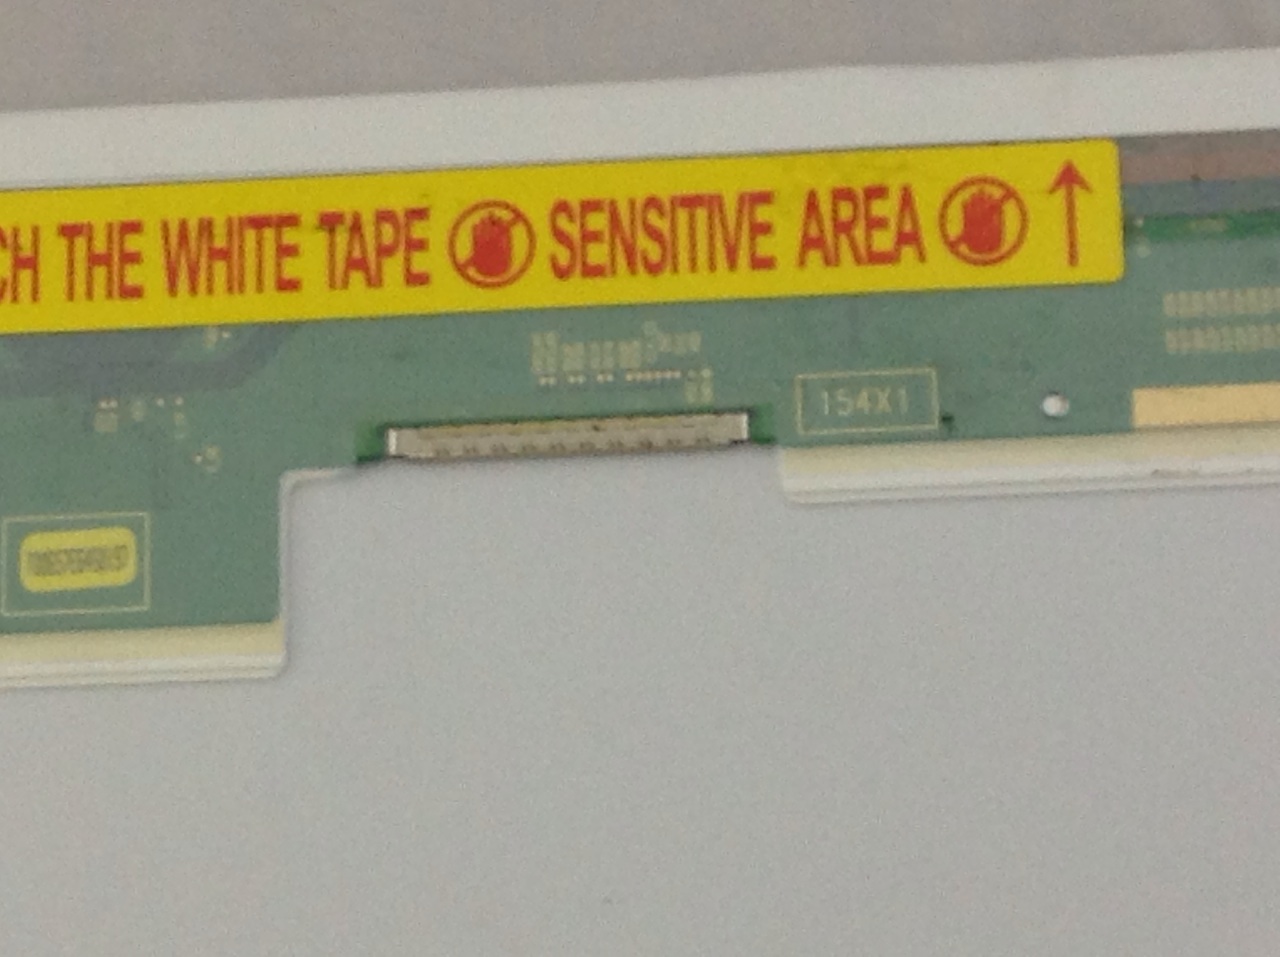 CH THE WHITE TAPE SENSITIVE AREA
154X1